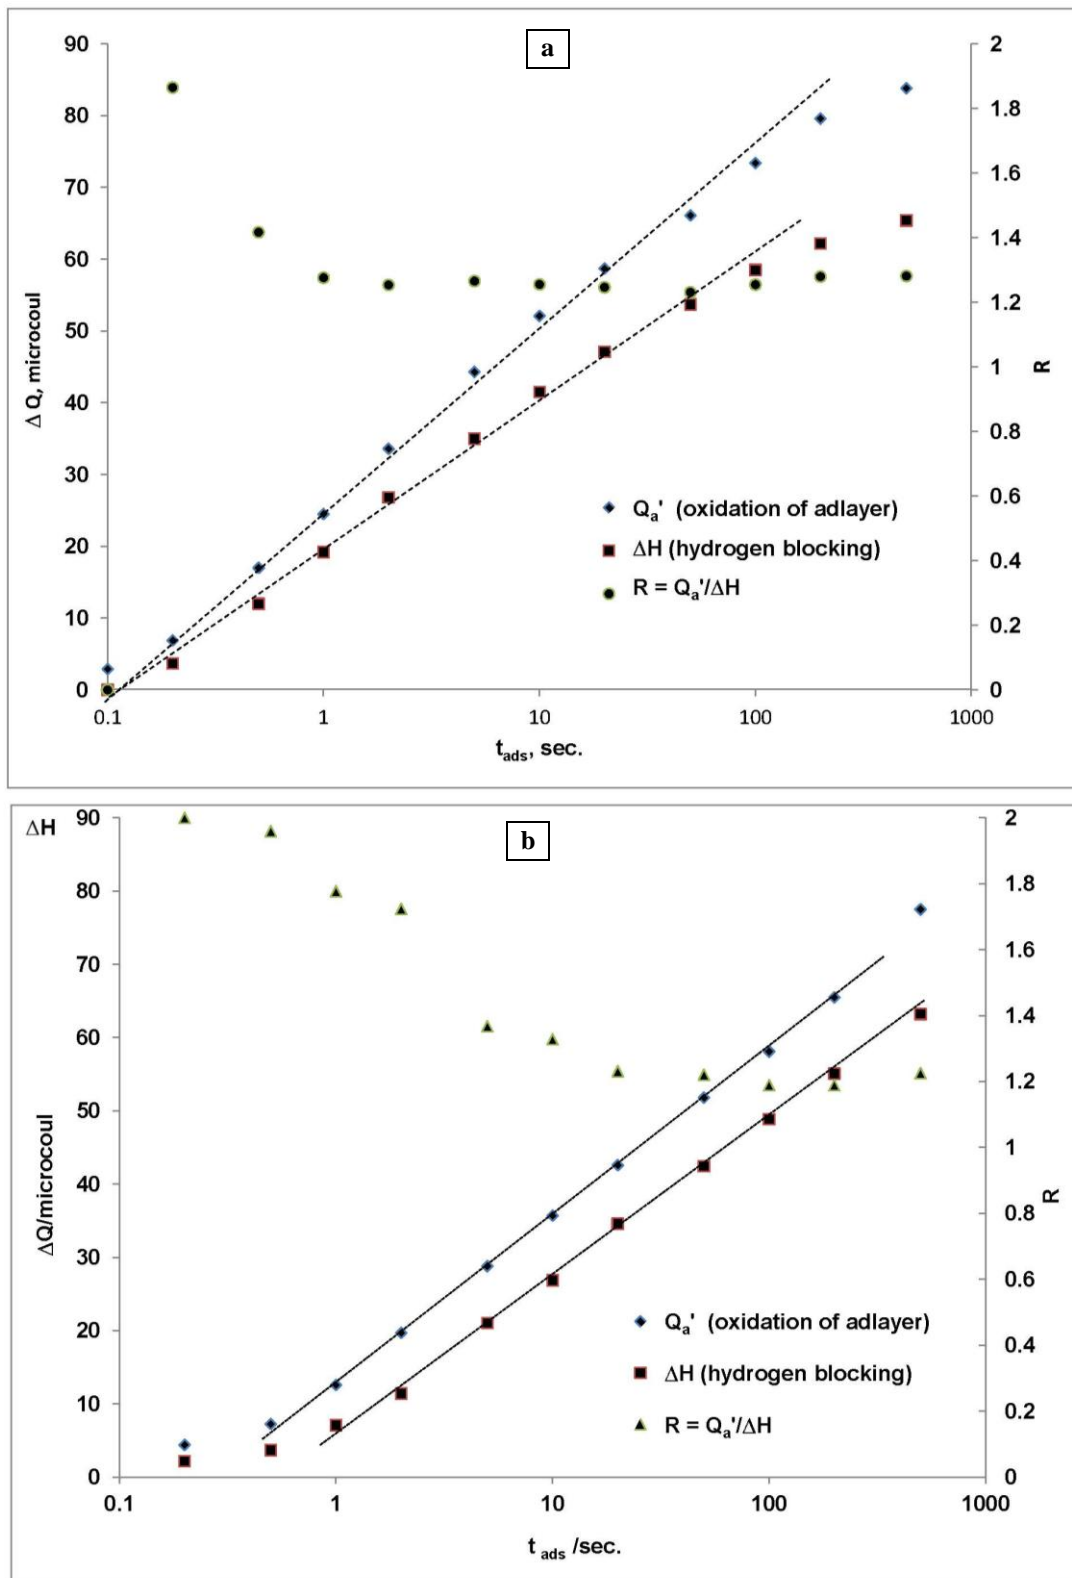 a
90
80
70
60
50
40
30
20
10
0
Δ Q, microcoul
2
1.8
1.6
1.4
1.2
1
0.8
0.6
0.4
0.2
0
R
Qa' (oxidation of adlayer)
ΔH (hydrogen blocking)
R = Qa'/ΔH
0.1 1 10 100 1000
tads, sec.
b
ΔH
90
80
70
60
50
40
30
20
10
0
ΔQ/microcoul
2
1.8
1.6
1.4
1.2
1
0.8
0.6
0.4
0.2
0
R
Qa' (oxidation of adlayer)
ΔH (hydrogen blocking)
R = Qa'/ΔH
0.1 1 10 100 1000
t ads /sec.